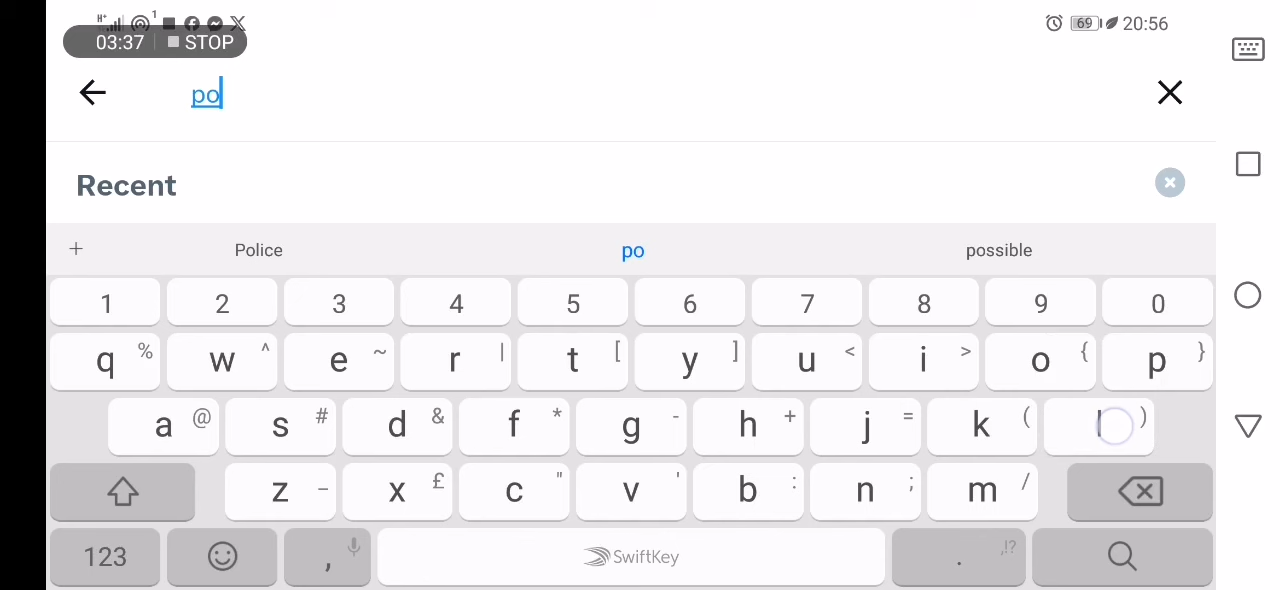 H+ 1 69 20:56
03:37 STOP
po
Recent
+ Police po possible
1 2 3 4 5 6 7 8 9 0
q % w ^ e ~ r | t [ y ] u < i > o { p }
a @ s # d & f * g - h + j = k ( l )
z _ x £ c " v ' b : n ; m /
123 , SwiftKey . ,!?